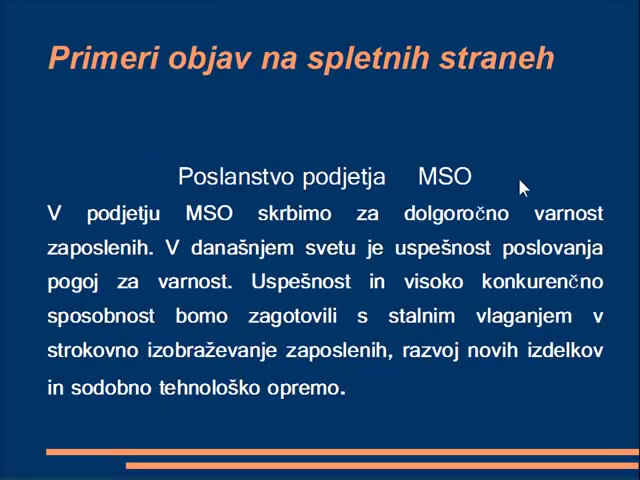 Primeri objav na spletnih straneh
Poslanstvo podjetja MSO
V podjetju MSO skrbimo za dolgoročno varnost
zaposlenih. V današnjem svetu je uspešnost poslovanja
pogoj za varnost. Uspešnost in visoko konkurenčno
sposobnost bomo zagotovili s stalnim vlaganjem v
strokovno izobraževanje zaposlenih, razvoj novih izdelkov
in sodobno tehnološko opremo.